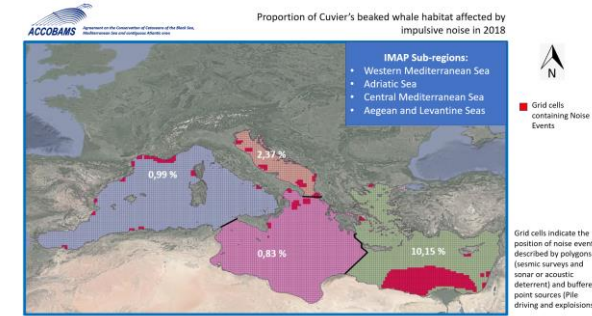 ACCOBAMS
Agreement on the Conservation of Cetaceans of the Black Sea,
Mediterranean Sea and contiguous Atlantic area
Proportion of Cuvier’s beaked whale habitat affected by
impulsive noise in 2018
IMAP Sub-regions:
• Western Mediterranean Sea
• Adriatic Sea
• Central Mediterranean Sea
• Aegean and Levantine Seas
N
Grid cells
containing Noise
Events
2,37 %
0,99 %
0,83 %
10,15 %
Grid cells indicate the
position of noise event
described by polygons
(sesmic surveys and
sonar or acoustic
deterrent) and buffere
point sources (Pile
driving and exploisions